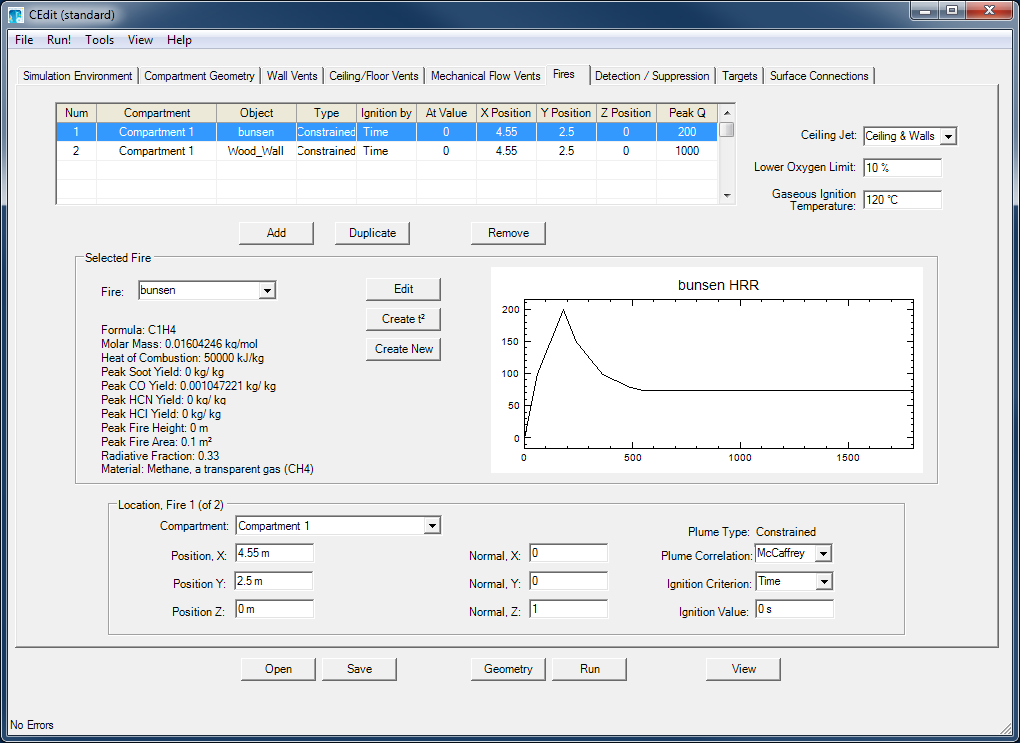 CEdit (standard)
File Run! Tools View Help
Simulation Environment Compartment Geometry Wall Vents Ceiling/Floor Vents Mechanical Flow Vents Fires Detection / Suppression Targets Surface Connections
Num Compartment Object Type Ignition by At Value X Position Y Position Z Position Peak Q
1 Compartment 1 bunsen Constrained Time 0 4.55 2.5 0 200
2 Compartment 1 Wood_Wall Constrained Time 0 4.55 2.5 0 1000
Ceiling Jet: Ceiling & Walls
Lower Oxygen Limit: 10 %
Gaseous Ignition
Temperature: 120 °C
Add Duplicate Remove
Selected Fire
Fire: bunsen
Edit
Create t²
Create New
Formula: C1H4
Molar Mass: 0.01604246 kg/mol
Heat of Combustion: 50000 kJ/kg
Peak Soot Yield: 0 kg/ kg
Peak CO Yield: 0.001047221 kg/ kg
Peak HCN Yield: 0 kg/ kg
Peak HCl Yield: 0 kg/ kg
Peak Fire Height: 0 m
Peak Fire Area: 0.1 m²
Radiative Fraction: 0.33
Material: Methane, a transparent gas (CH4)
bunsen HRR
200
150
100
50
0
0 500 1000 1500
Location, Fire 1 (of 2)
Compartment: Compartment 1
Position, X: 4.55 m
Position Y: 2.5 m
Position Z: 0 m
Normal, X: 0
Normal, Y: 0
Normal, Z: 1
Plume Type: Constrained
Plume Correlation: McCaffrey
Ignition Criterion: Time
Ignition Value: 0 s
Open Save Geometry Run View
No Errors